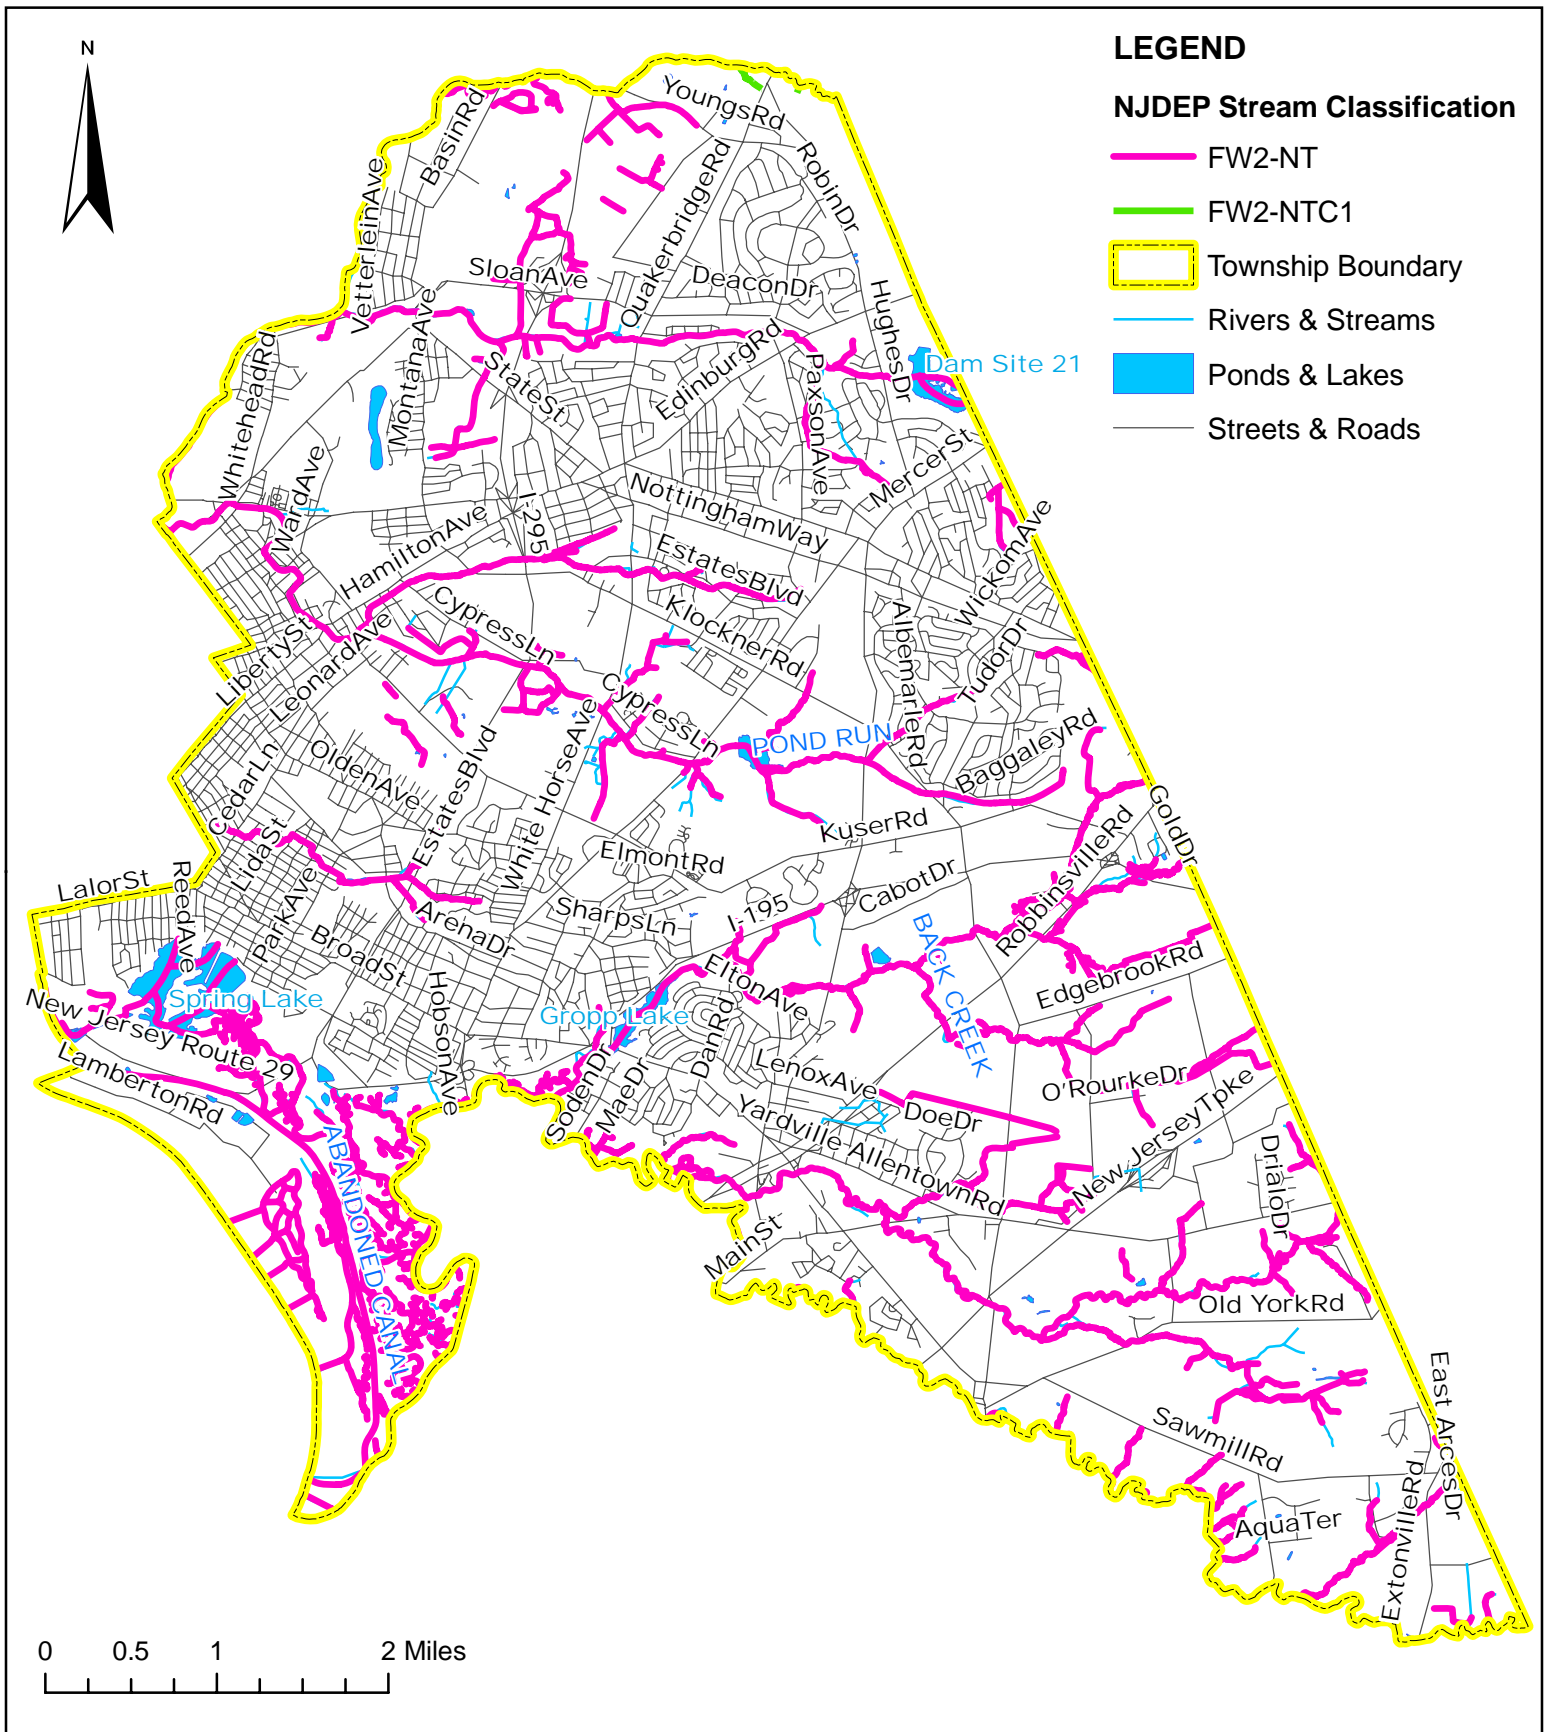 N
LEGEND
NJDEP Stream Classification
FW2-NT
FW2-NTC1
Township Boundary
Rivers & Streams
Ponds & Lakes
Streets & Roads
YoungsRd
BasinRd
RobinDr
VetterleinAve
QuakerbridgeRd
SloanAve
DeaconDr
HughesDr
MontanaAve
WhiteheadRd
StateSt
EdinburgRd
PaxsonAve
Dam Site 21
WardAve
MercerSt
NottinghamWay
I-295
HamiltonAve
WickomAve
EstatesBlvd
CypressLn
KlocknerRd
AlbemarleRd
TudorDr
LibertySt
LeonardAve
CypressLn
White HorseAve
POND RUN
BaggaleyRd
EstatesBlvd
OldenAve
CedarLn
GoldDr
KuserRd
RobbinsvilleRd
LidaSt
ElmontRd
CabotDr
LalorSt
ReedAve
ParkAve
ArenaDr
SharpsLn
I-195
BACK CREEK
BroadSt
EdgebrookRd
EltonAve
HobsonAve
Spring Lake
Gropp Lake
New Jersey Route 29
DanRd
LambertonRd
SodenDr
MaeDr
LenoxAve
O'RourkeDr
DoeDr
New JerseyTpke
Yardville AllentownRd
DrialoDr
ABANDONED CANAL
MainSt
Old YorkRd
East ArcesDr
SawmillRd
ExtonvilleRd
AquaTer
0 0.5 1 2 Miles